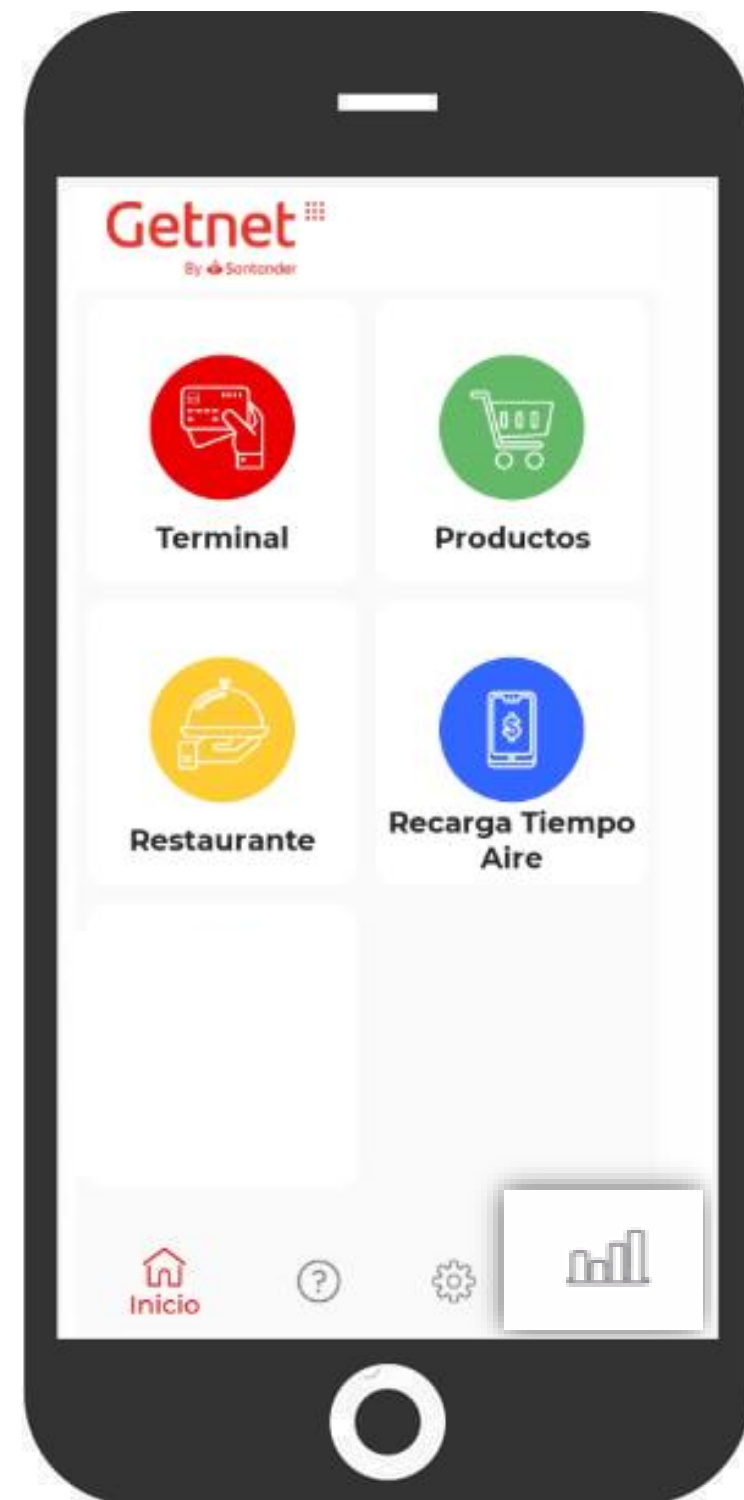 Getnet
By Santander
Terminal
Productos
Restaurante
Recarga Tiempo
Aire
Inicio